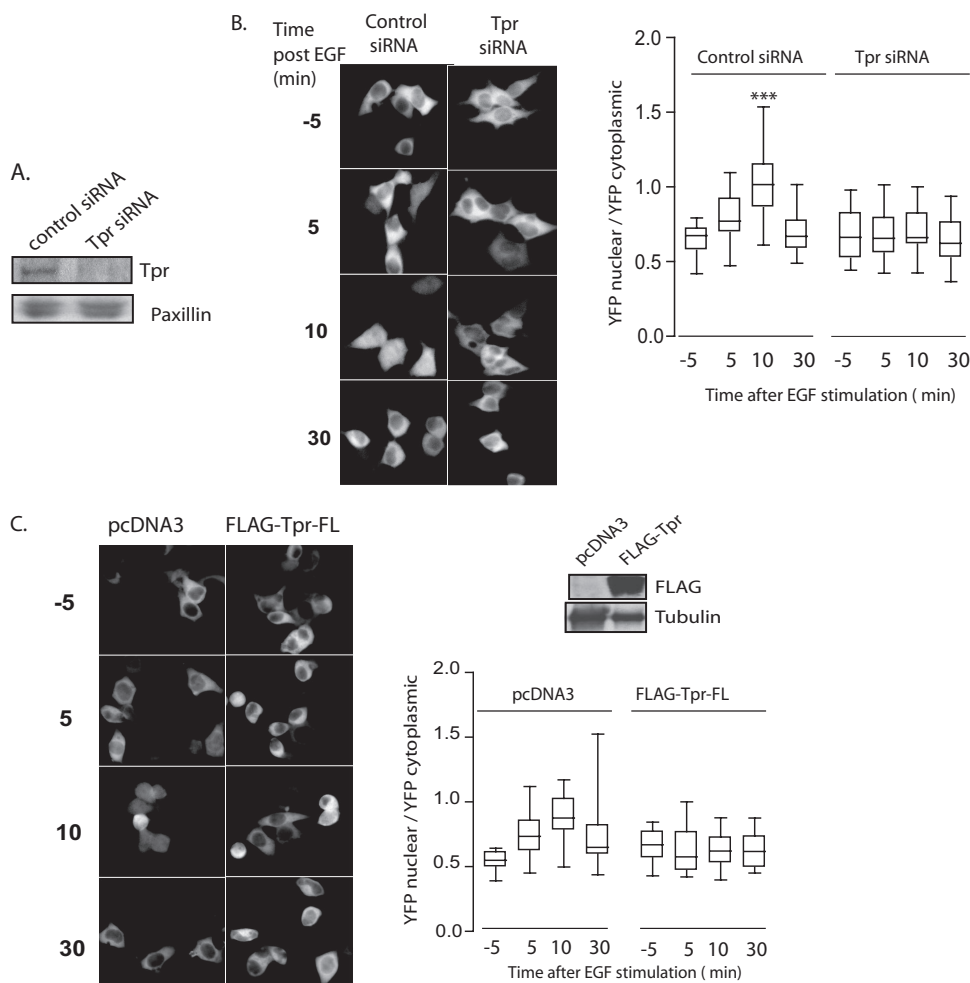 A.
control siRNA
Tpr siRNA
Tpr
Paxillin
B.
Time
post EGF
(min)
Control
siRNA
Tpr
siRNA
-5
5
10
30
YFP nuclear / YFP cytoplasmic
2.0
1.5
1.0
0.5
0.0
Control siRNA
Tpr siRNA
***
-5 5 10 30 -5 5 10 30
Time after EGF stimulation ( min)
C.
pcDNA3
FLAG-Tpr-FL
-5
5
10
30
pcDNA3
FLAG-Tpr
FLAG
Tubulin
YFP nuclear / YFP cytoplasmic
2.0
1.5
1.0
0.5
0.0
pcDNA3
FLAG-Tpr-FL
-5 5 10 30 -5 5 10 30
Time after EGF stimulation ( min)